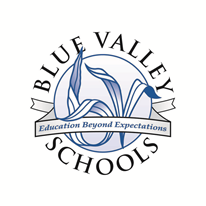 BLUE VALLEY
Education Beyond Expectations
SCHOOLS